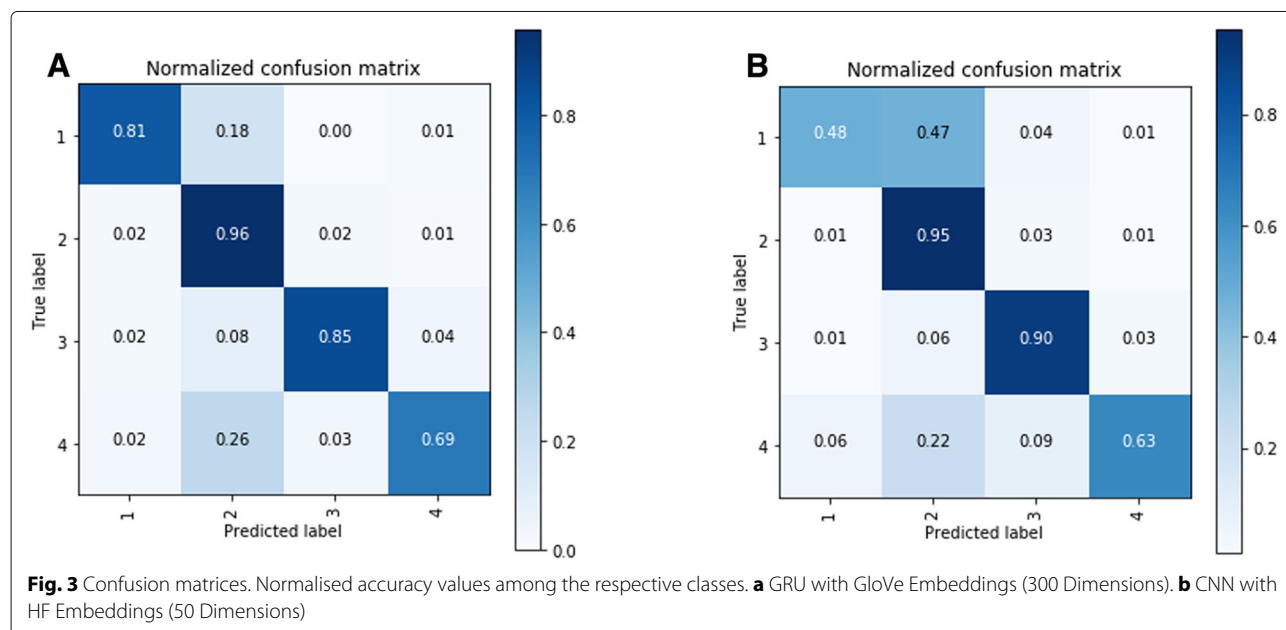 A
Normalized confusion matrix
True label
1
0.81 0.18 0.00 0.01
2
0.02 0.96 0.02 0.01
3
0.02 0.08 0.85 0.04
4
0.02 0.26 0.03 0.69
1 2 3 4
Predicted label
0.8
0.6
0.4
0.2
0.0
B
Normalized confusion matrix
True label
1
0.48 0.47 0.04 0.01
2
0.01 0.95 0.03 0.01
3
0.01 0.06 0.90 0.03
4
0.06 0.22 0.09 0.63
1 2 3 4
Predicted label
0.8
0.6
0.4
0.2
Fig. 3 Confusion matrices. Normalised accuracy values among the respective classes. a GRU with GloVe Embeddings (300 Dimensions). b CNN with
HF Embeddings (50 Dimensions)